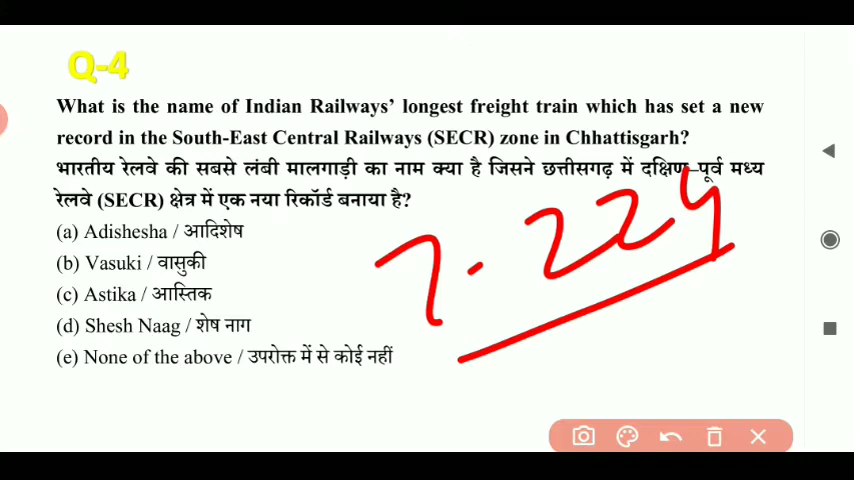 Q-4
What is the name of Indian Railways' longest freight train which has set a new
record in the South-East Central Railways (SECR) zone in Chhattisgarh?
भारतीय रेलवे की सबसे लंबी मालगाड़ी का नाम क्या है जिसने छत्तीसगढ़ में दक्षिण-पूर्व मध्य
रेलवे (SECR) क्षेत्र में एक नया रिकॉर्ड बनाया है?
(a) Adishesha / आदिशेष
(b) Vasuki / वासुकी
(c) Astika / आस्तिक
(d) Shesh Naag / शेष नाग
(e) None of the above / उपरोक्त में से कोई नहीं